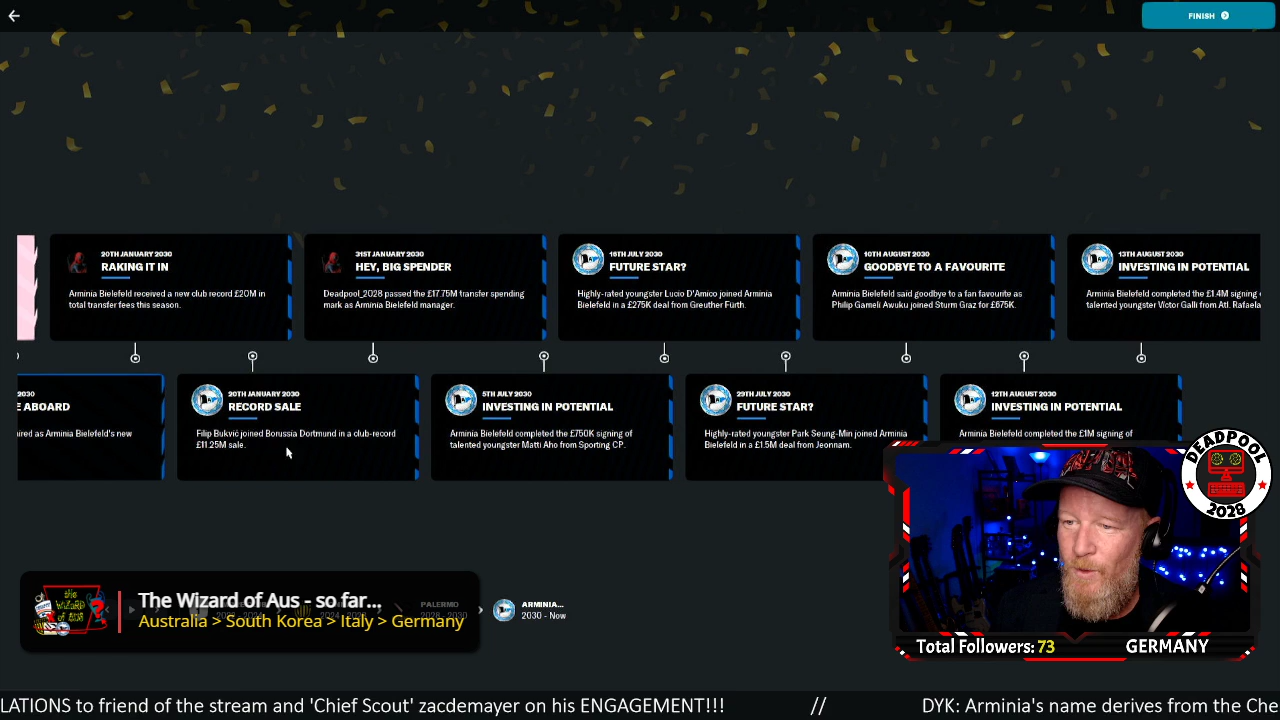 FINISH
20TH JANUARY 2030
RAKING IT IN
Arminia Bielefeld received a new club record £20M in
total transfer fees this season.
31ST JANUARY 2030
HEY, BIG SPENDER
Deadpool_2028 passed the £17.75M transfer spending
mark as Arminia Bielefeld manager.
16TH JULY 2030
FUTURE STAR?
Highly-rated youngster Lucio D'Amico joined Arminia
Bielefeld in a £275K deal from Greuther Fürth.
10TH AUGUST 2030
GOODBYE TO A FAVOURITE
Arminia Bielefeld said goodbye to a fan favourite as
Philip Gameli Awuku joined Sturm Graz for £675K.
13TH AUGUST 2030
INVESTING IN POTENTIAL
Arminia Bielefeld completed the £1.4M signing
talented youngster Víctor Galli from Atl. Rafaela
2030
E ABOARD
ired as Arminia Bielefeld's new
20TH JANUARY 2030
RECORD SALE
Filip Bukvić joined Borussia Dortmund in a club-record
£11.25M sale.
5TH JULY 2030
INVESTING IN POTENTIAL
Arminia Bielefeld completed the £750K signing of
talented youngster Matti Aho from Sporting CP.
29TH JULY 2030
FUTURE STAR?
Highly-rated youngster Park Seung-Min joined Arminia
Bielefeld in a £1.5M deal from Jeonnam.
12TH AUGUST 2030
INVESTING IN POTENTIAL
Arminia Bielefeld completed the £1M signing of
DEADPOOL
2028
The Wizard of Aus - so far...
Australia > South Korea > Italy > Germany
PALERMO
2028 - 2030
ARMINIA...
2030 - Now
Total Followers: 73
GERMANY
LATIONS to friend of the stream and 'Chief Scout' zacdemayer on his ENGAGEMENT!!! // DYK: Arminia's name derives from the Che